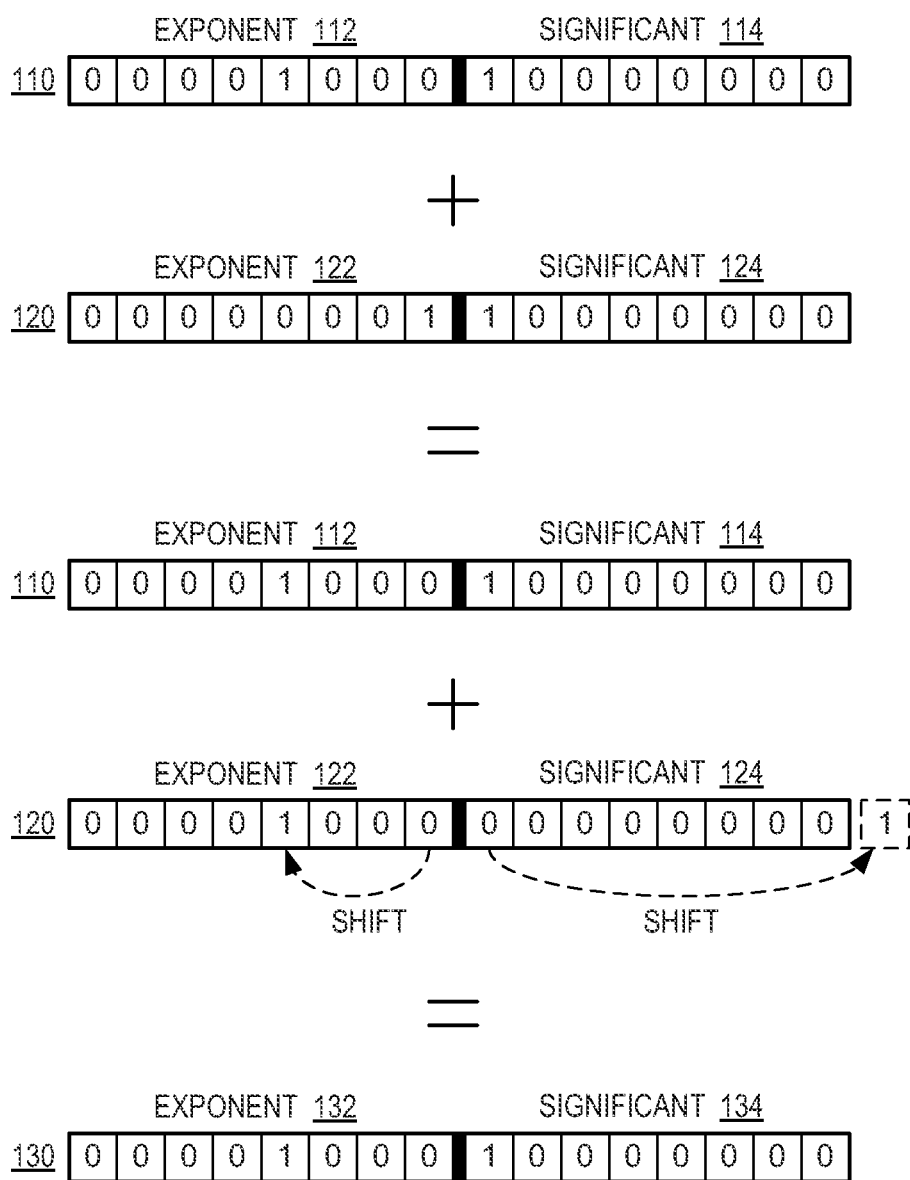 EXPONENT 112 SIGNIFICANT 114
110 0 0 0 0 1 0 0 0 1 0 0 0 0 0 0 0
+
EXPONENT 122 SIGNIFICANT 124
120 0 0 0 0 0 0 0 1 1 0 0 0 0 0 0 0
=
EXPONENT 112 SIGNIFICANT 114
110 0 0 0 0 1 0 0 0 1 0 0 0 0 0 0 0
+
EXPONENT 122 SIGNIFICANT 124
120 0 0 0 0 1 0 0 0 0 0 0 0 0 0 0 0 1
SHIFT SHIFT
=
EXPONENT 132 SIGNIFICANT 134
130 0 0 0 0 1 0 0 0 1 0 0 0 0 0 0 0